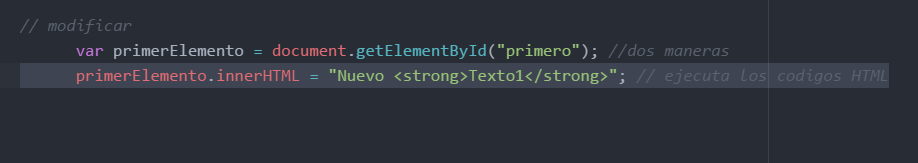 // modificar
var primerElemento = document.getElementById("primero"); //dos maneras
primerElemento.innerHTML = "Nuevo <strong>Texto1</strong>"; // ejecuta los codigos HTML